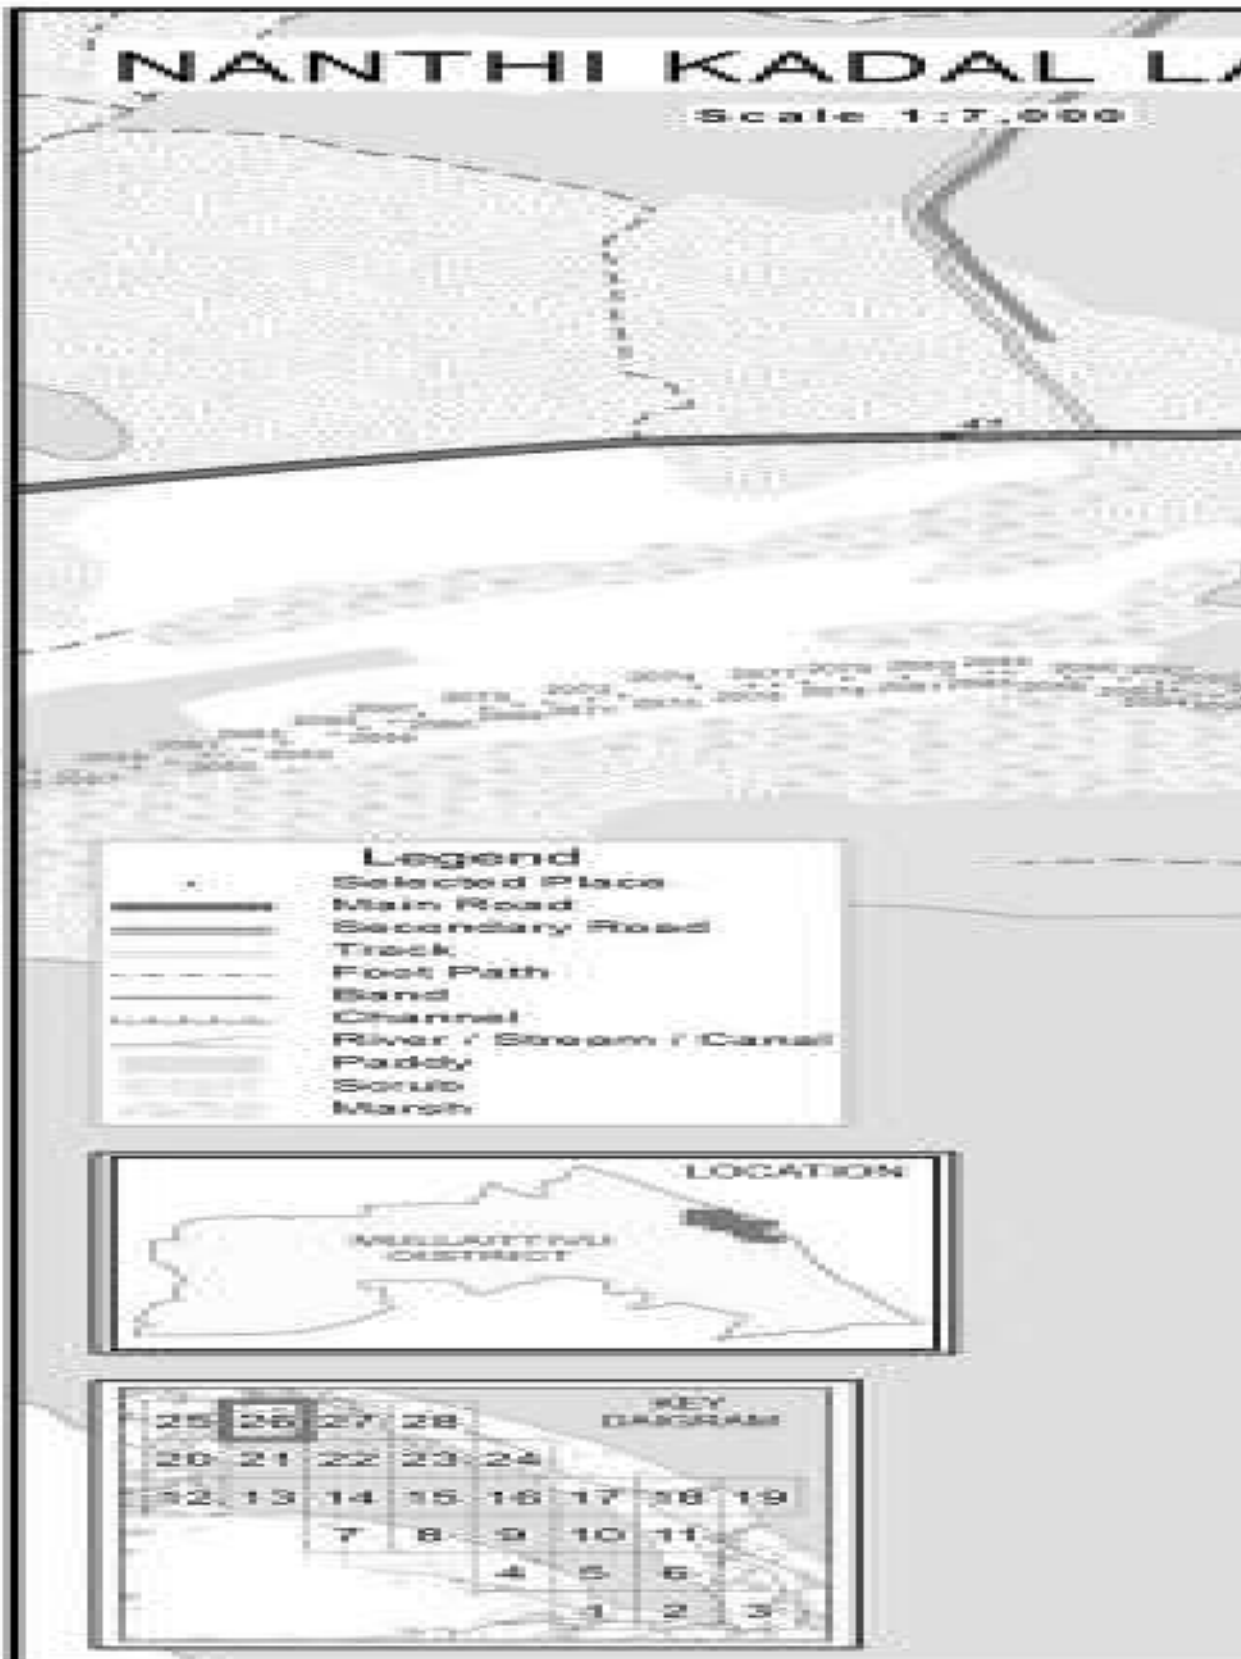 NANTHI KADAL LA
Scale 1:7,000
Legend
Selected Place
Main Road
Secondary Road
Track
Foot Path
Band
Channel
River / Stream / Canal
Paddy
Scrub
Marsh
LOCATION
MULLAITTIVU
DISTRICT
KEY
DAIGRAM
25 26 27 28
20 21 22 23 24
12 13 14 15 16 17 18 19
7 8 9 10 11
4 5 6
1 2 3